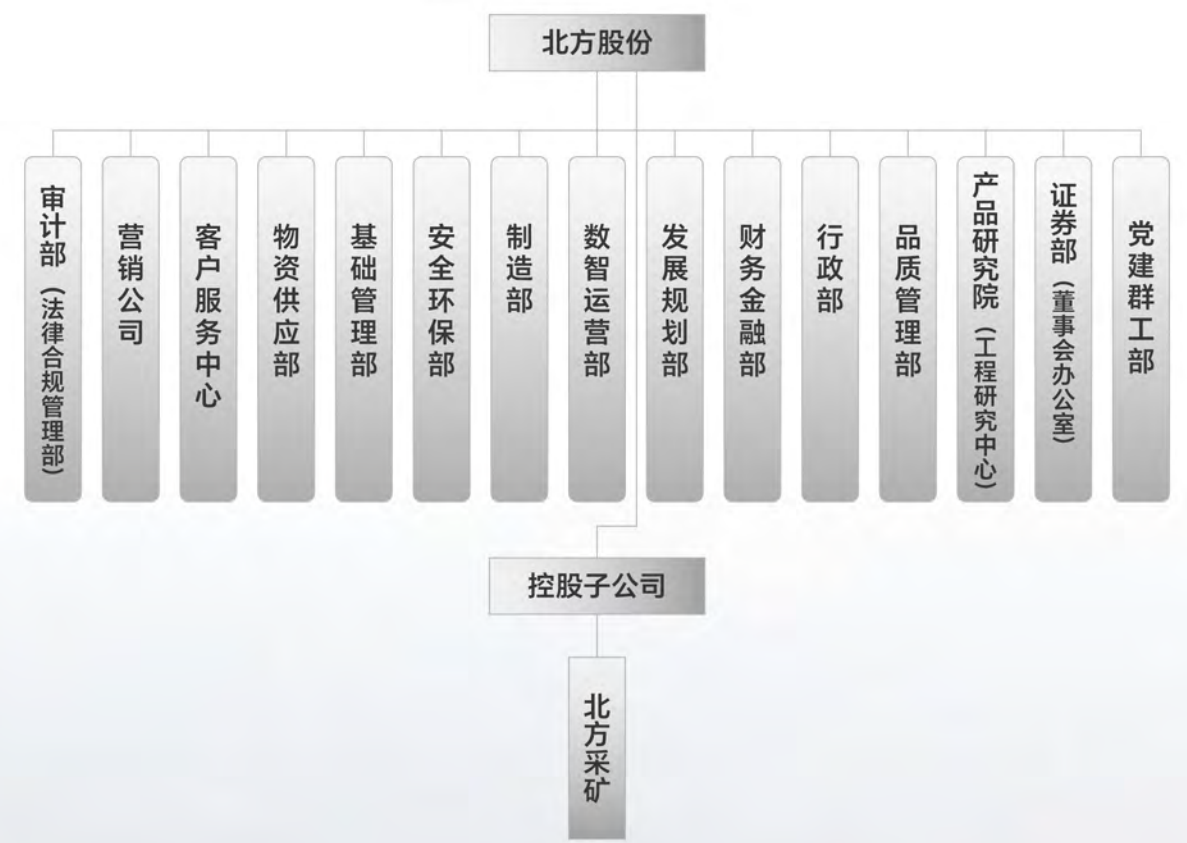 北方股份
审计部（法律合规管理部）
营销公司
客户服务中心
物资供应部
基础管理部
安全环保部
制造部
数智运营部
发展规划部
财务金融部
行政部
品质管理部
产品研究院（工程研究中心）
证券部（董事会办公室）
党建群工部
控股子公司
北方采矿